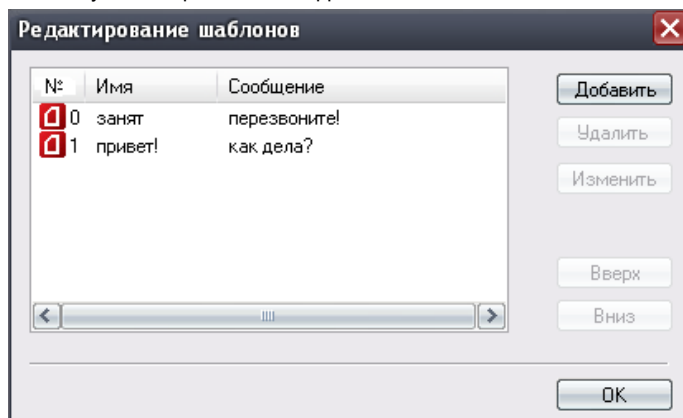 Редактирование шаблонов
№ Имя Сообщение
0 занят перезвоните!
1 привет! как дела?
Добавить
Удалить
Изменить
Вверх
Вниз
OK